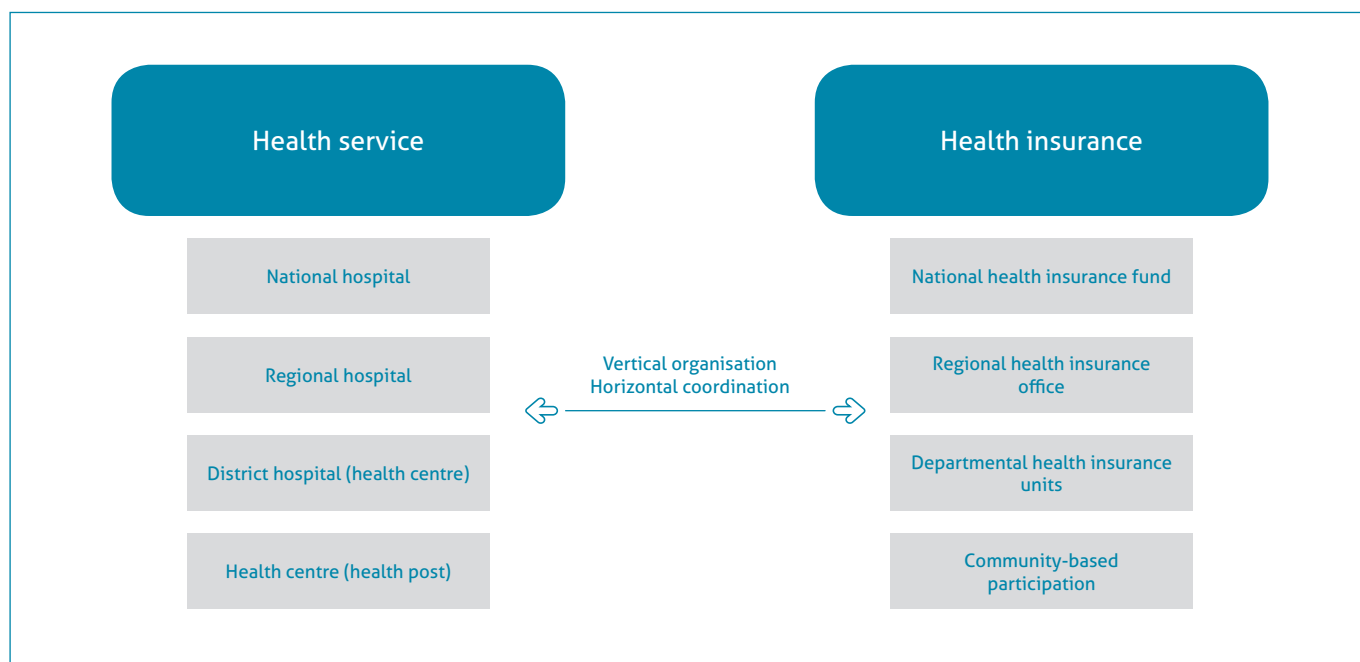 Health service
Health insurance
National hospital
National health insurance fund
Regional hospital
Vertical organisation
Horizontal coordination
Regional health insurance
office
District hospital (health centre)
Departmental health insurance
units
Health centre (health post)
Community-based
participation